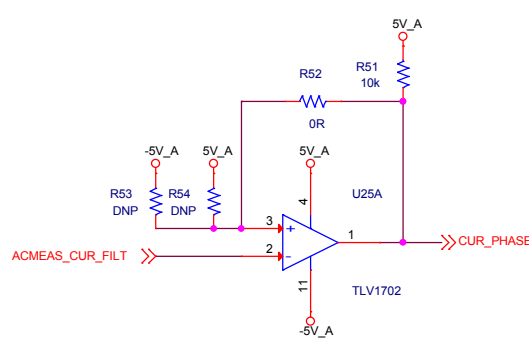 5V_A
R52
R51
10k
0R
-5V_A
5V_A
5V_A
R53
R54
DNP
DNP
4
U25A
3
+
1
CUR_PHASE
2
-
ACMEAS_CUR_FILT
11
TLV1702
-5V_A